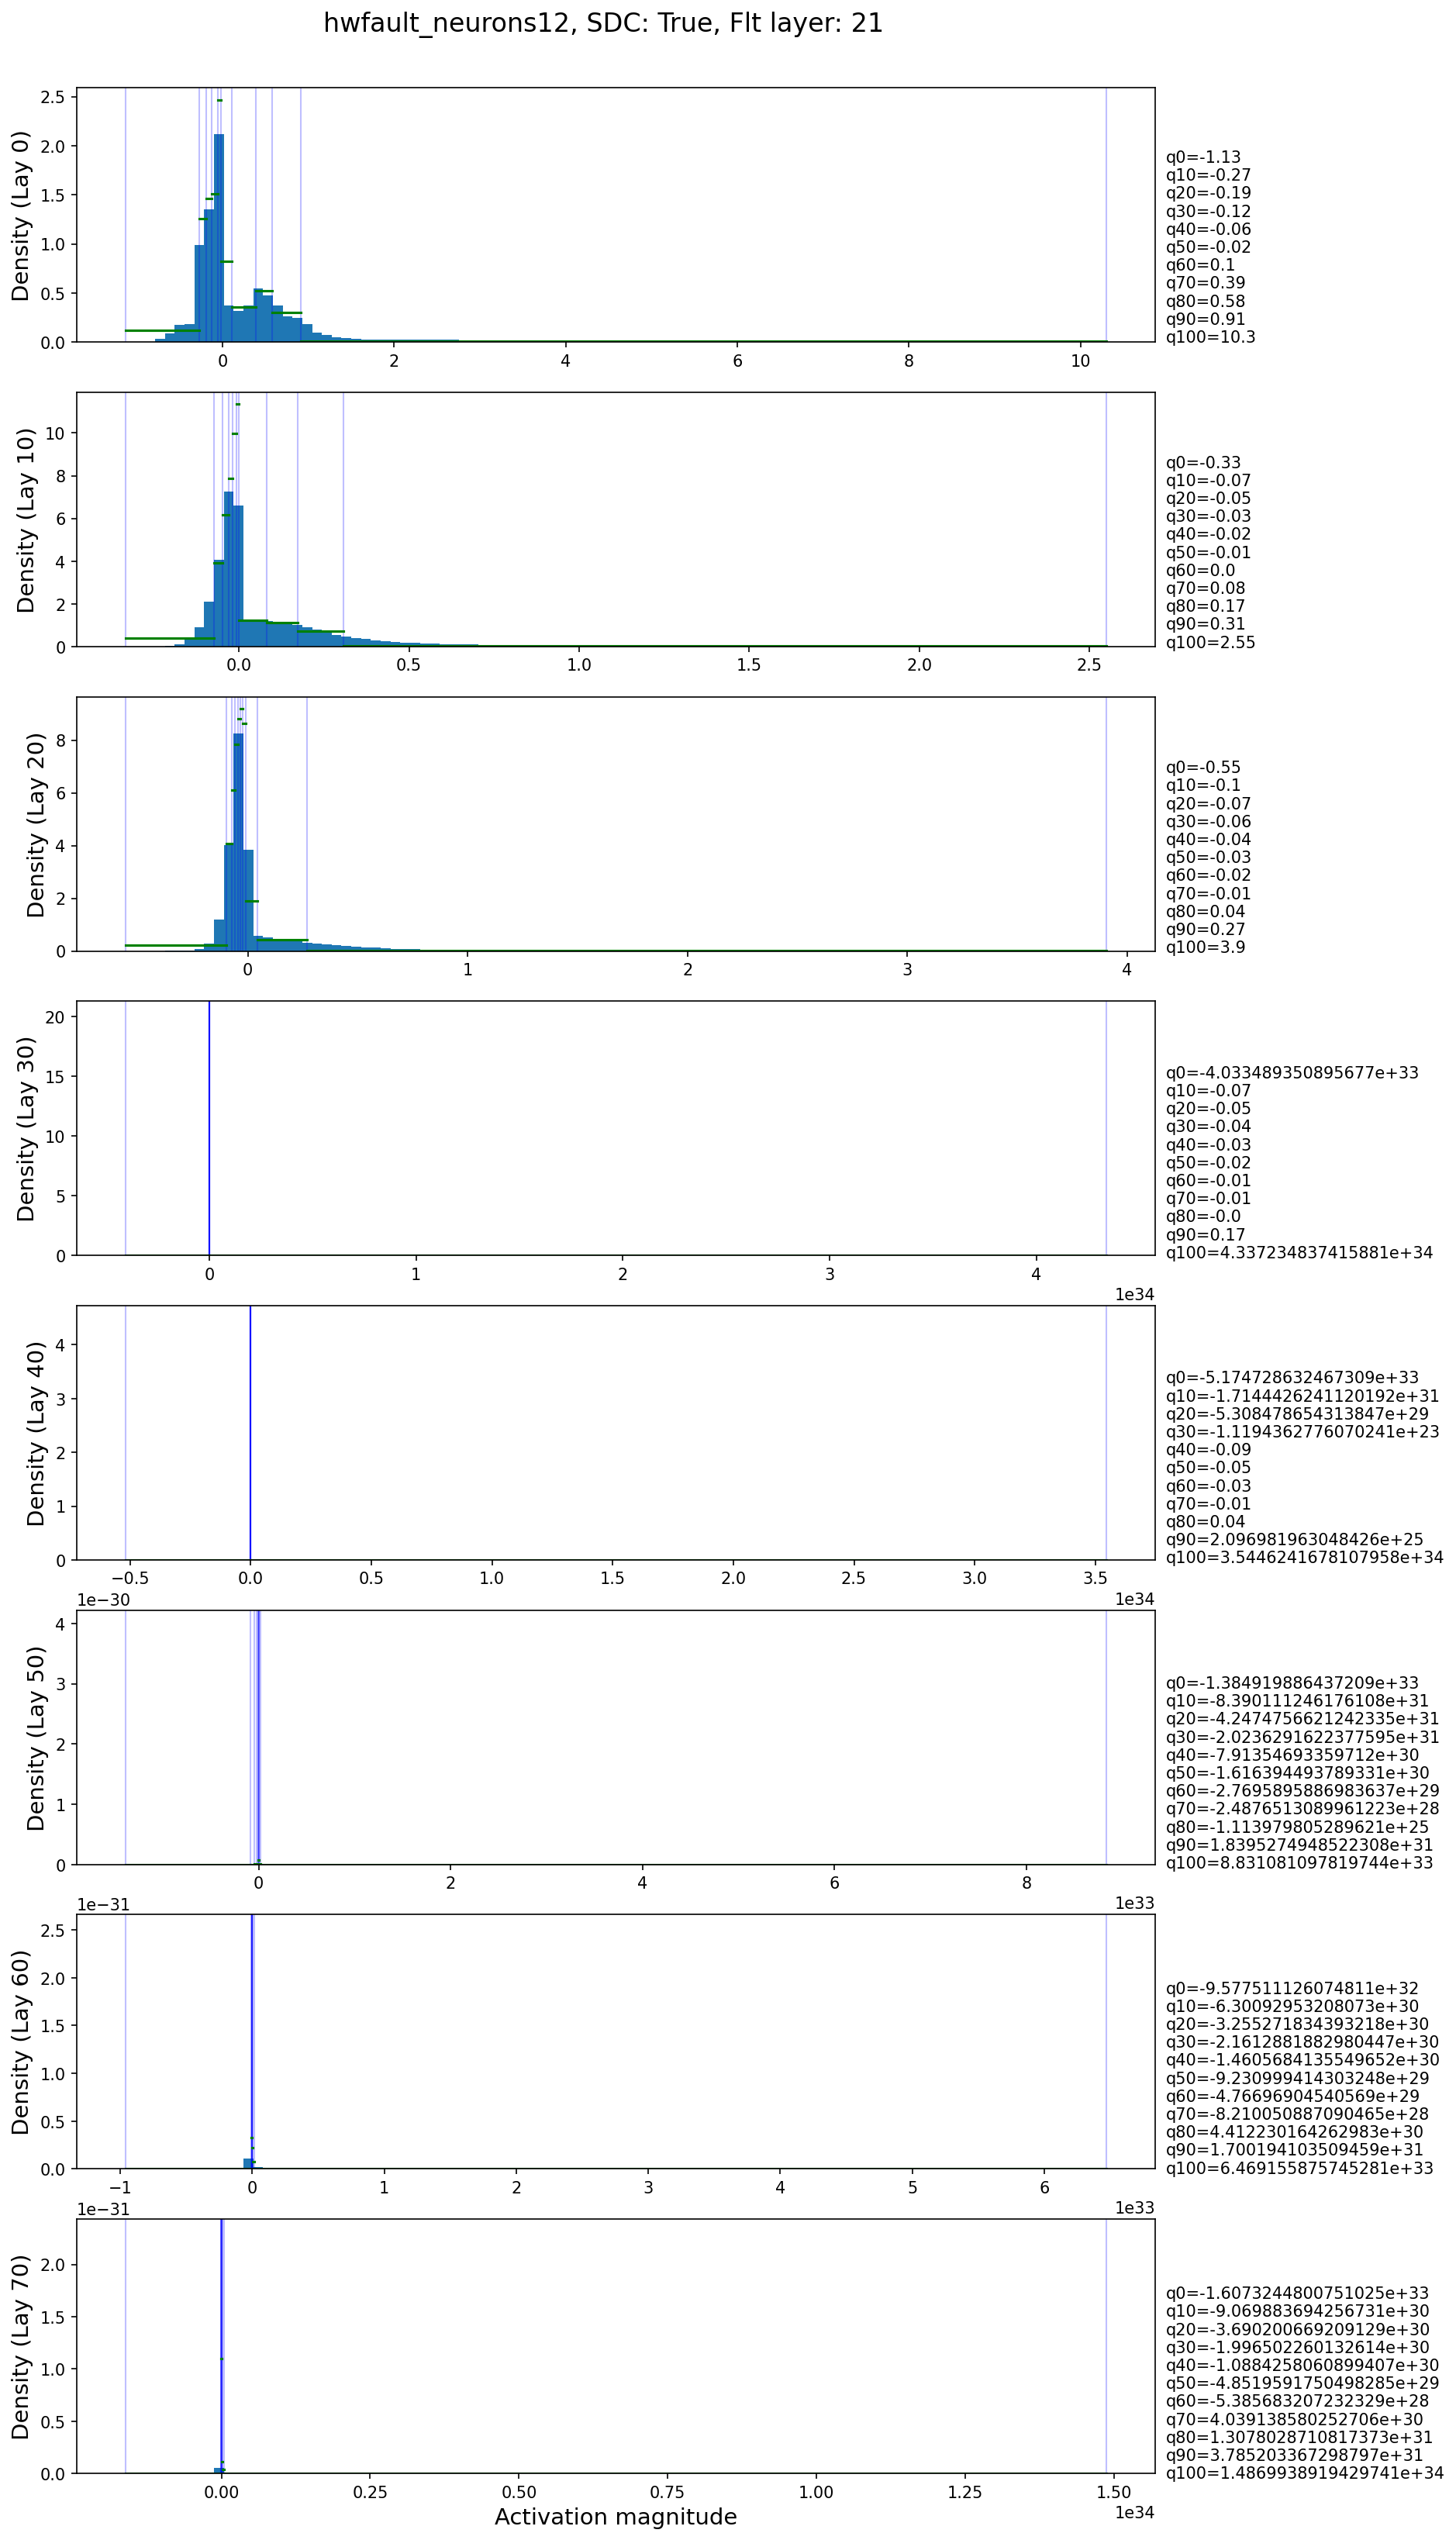 hwfault_neurons12, SDC: True, Flt layer: 21
Density (Lay 0)
2.5
2.0
1.5
1.0
0.5
0.0
0 2 4 6 8 10
q0=-1.13
q10=-0.27
q20=-0.19
q30=-0.12
q40=-0.06
q50=-0.02
q60=0.1
q70=0.39
q80=0.58
q90=0.91
q100=10.3
Density (Lay 10)
10
8
6
4
2
0
0.0 0.5 1.0 1.5 2.0 2.5
q0=-0.33
q10=-0.07
q20=-0.05
q30=-0.03
q40=-0.02
q50=-0.01
q60=0.0
q70=0.08
q80=0.17
q90=0.31
q100=2.55
Density (Lay 20)
8
6
4
2
0
0 1 2 3 4
q0=-0.55
q10=-0.1
q20=-0.07
q30=-0.06
q40=-0.04
q50=-0.03
q60=-0.02
q70=-0.01
q80=0.04
q90=0.27
q100=3.9
Density (Lay 30)
20
15
10
5
0
0 1 2 3 4
1e34
q0=-4.033489350895677e+33
q10=-0.07
q20=-0.05
q30=-0.04
q40=-0.03
q50=-0.02
q60=-0.01
q70=-0.01
q80=-0.0
q90=0.17
q100=4.337234837415881e+34
Density (Lay 40)
4
3
2
1
0
−0.5 0.0 0.5 1.0 1.5 2.0 2.5 3.0 3.5
1e34
q0=-5.174728632467309e+33
q10=-1.7144426241120192e+31
q20=-5.308478654313847e+29
q30=-1.1194362776070241e+23
q40=-0.09
q50=-0.05
q60=-0.03
q70=-0.01
q80=0.04
q90=2.096981963048426e+25
q100=3.5446241678107958e+34
1e−30
Density (Lay 50)
4
3
2
1
0
0 2 4 6 8
1e33
q0=-1.384919886437209e+33
q10=-8.390111246176108e+31
q20=-4.2474756621242335e+31
q30=-2.0236291622377595e+31
q40=-7.91354693359712e+30
q50=-1.616394493789331e+30
q60=-2.7695895886983637e+29
q70=-2.4876513089961223e+28
q80=-1.113979805289621e+25
q90=1.8395274948522308e+31
q100=8.831081097819744e+33
1e−31
Density (Lay 60)
2.5
2.0
1.5
1.0
0.5
0.0
−1 0 1 2 3 4 5 6
1e33
q0=-9.577511126074811e+32
q10=-6.30092953208073e+30
q20=-3.255271834393218e+30
q30=-2.1612881882980447e+30
q40=-1.4605684135549652e+30
q50=-9.230999414303248e+29
q60=-4.76696904540569e+29
q70=-8.210050887090465e+28
q80=4.412230164262983e+30
q90=1.700194103509459e+31
q100=6.469155875745281e+33
1e−31
Density (Lay 70)
2.0
1.5
1.0
0.5
0.0
0.00 0.25 0.50 0.75 1.00 1.25 1.50
1e34
q0=-1.6073244800751025e+33
q10=-9.069883694256731e+30
q20=-3.690200669209129e+30
q30=-1.996502260132614e+30
q40=-1.0884258060899407e+30
q50=-4.8519591750498285e+29
q60=-5.385683207232329e+28
q70=4.039138580252706e+30
q80=1.3078028710817373e+31
q90=3.785203367298797e+31
q100=1.4869938919429741e+34
Activation magnitude